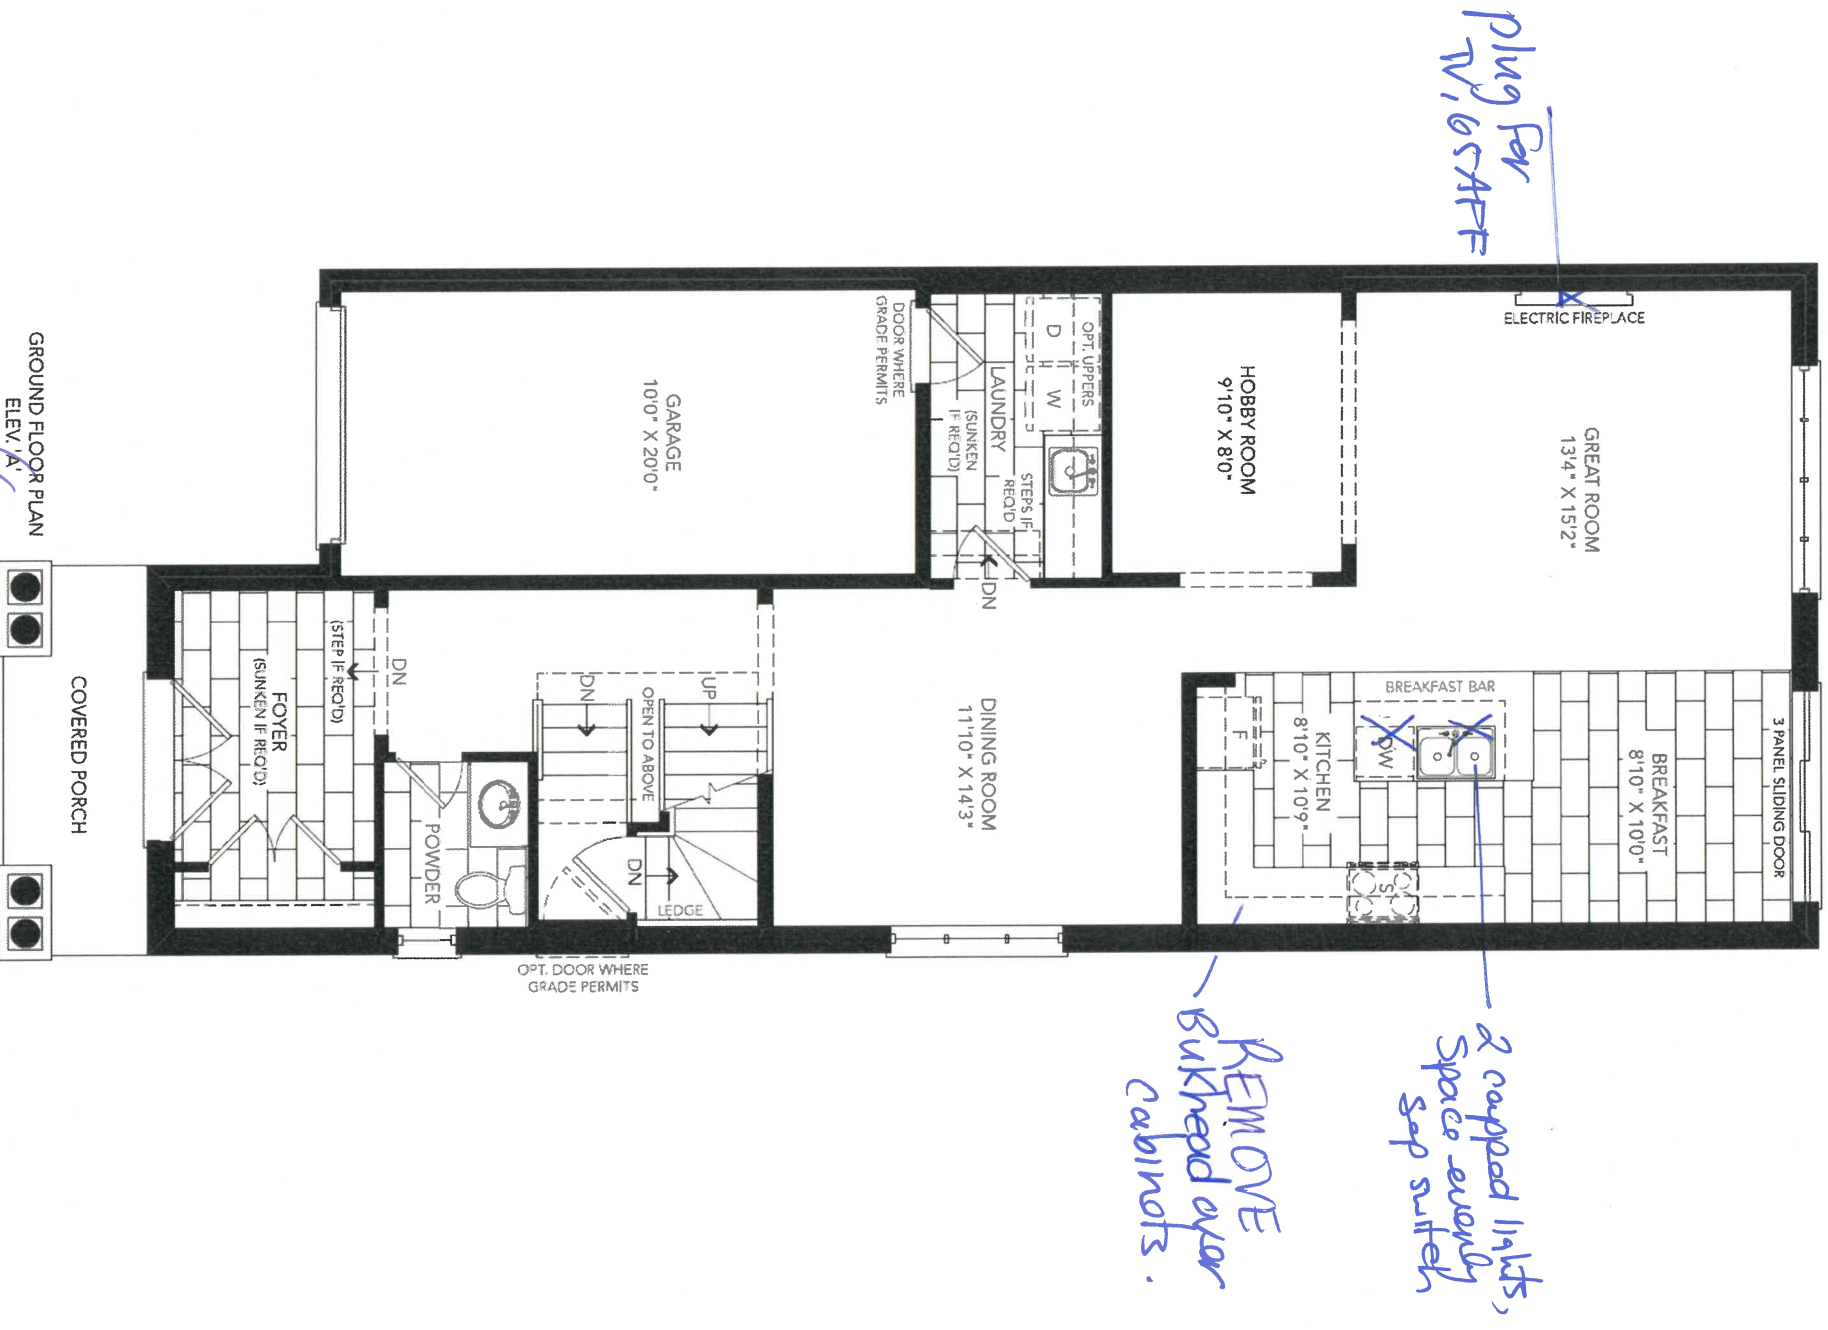 plug for
TV, 65AFF
ELECTRIC FIREPLACE
GREAT ROOM
13'4" X 15'2"
3 PANEL SLIDING DOOR
BREAKFAST
8'10" X 10'0"
BREAKFAST BAR
DW
KITCHEN
8'10" X 10'9"
F
S
2 capped lights,
space evenly
sep switch
REMOVE
Bulkhead over
cabinets.
HOBBY ROOM
9'10" X 8'0"
OPT. UPPERS
D
W
LAUNDRY
(SUNKEN
IF REQ'D)
STEPS IF
REQ'D
DN
DOOR WHERE
GRADE PERMITS
DINING ROOM
11'10" X 14'3"
GARAGE
10'0" X 20'0"
UP
OPEN TO ABOVE
DN
DN
LEDGE
OPT. DOOR WHERE
GRADE PERMITS
POWDER
DN
(STEP IF REQ'D)
FOYER
(SUNKEN IF REQ'D)
COVERED PORCH
GROUND FLOOR PLAN
ELEV. 'A'